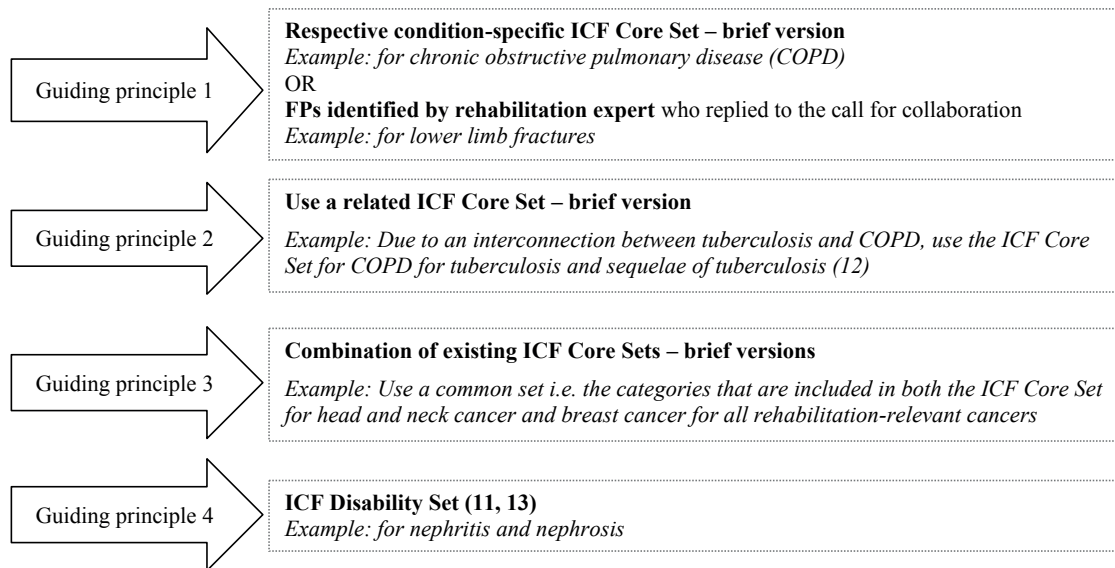 Guiding principle 1
Respective condition-specific ICF Core Set – brief version
Example: for chronic obstructive pulmonary disease (COPD)
OR
FPs identified by rehabilitation expert who replied to the call for collaboration
Example: for lower limb fractures
Guiding principle 2
Use a related ICF Core Set – brief version
Example: Due to an interconnection between tuberculosis and COPD, use the ICF Core
Set for COPD for tuberculosis and sequelae of tuberculosis (12)
Guiding principle 3
Combination of existing ICF Core Sets – brief versions
Example: Use a common set i.e. the categories that are included in both the ICF Core Set
for head and neck cancer and breast cancer for all rehabilitation-relevant cancers
Guiding principle 4
ICF Disability Set (11, 13)
Example: for nephritis and nephrosis